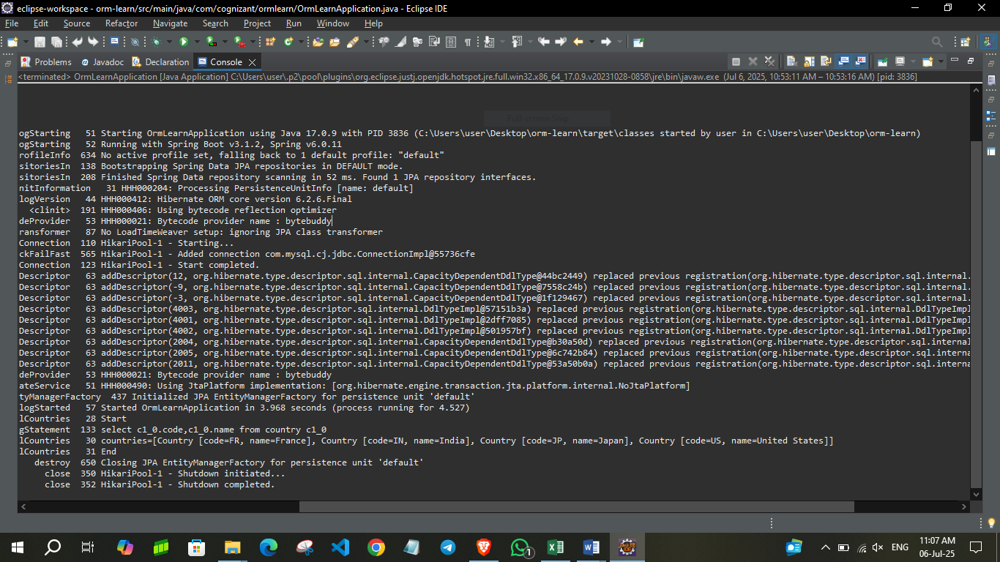 eclipse-workspace - orm-learn/src/main/java/com/cognizant/ormlearn/OrmLearnApplication.java - Eclipse IDE
File Edit Source Refactor Navigate Search Project Run Window Help
Problems @ Javadoc Declaration Console
<terminated> OrmLearnApplication [Java Application] C:\Users\user\.p2\pool\plugins\org.eclipse.justj.openjdk.hotspot.jre.full.win32.x86_64_17.0.9.v20231028-0858\jre\bin\javaw.exe (Jul 6, 2025, 10:53:11 AM – 10:53:16 AM) [pid: 3836]
Full-screen Snip
ogStarting 51 Starting OrmLearnApplication using Java 17.0.9 with PID 3836 (C:\Users\user\Desktop\orm-learn\target\classes started by user in C:\Users\user\Desktop\orm-learn)
ogStarting 52 Running with Spring Boot v3.1.2, Spring v6.0.11
rofileInfo 634 No active profile set, falling back to 1 default profile: "default"
sitoriesIn 138 Bootstrapping Spring Data JPA repositories in DEFAULT mode.
sitoriesIn 208 Finished Spring Data repository scanning in 52 ms. Found 1 JPA repository interfaces.
nitInformation 31 HHH000204: Processing PersistenceUnitInfo [name: default]
logVersion 44 HHH000412: Hibernate ORM core version 6.2.6.Final
<clinit> 191 HHH000406: Using bytecode reflection optimizer
deProvider 53 HHH000021: Bytecode provider name : bytebuddy
ransformer 87 No LoadTimeWeaver setup: ignoring JPA class transformer
Connection 110 HikariPool-1 - Starting...
ckFailFast 565 HikariPool-1 - Added connection com.mysql.cj.jdbc.ConnectionImpl@55736cfe
Connection 123 HikariPool-1 - Start completed.
Descriptor 63 addDescriptor(12, org.hibernate.type.descriptor.sql.internal.CapacityDependentDdlType@44bc2449) replaced previous registration(org.hibernate.type.descriptor.sql.internal.
Descriptor 63 addDescriptor(-9, org.hibernate.type.descriptor.sql.internal.CapacityDependentDdlType@7558c24b) replaced previous registration(org.hibernate.type.descriptor.sql.internal.
Descriptor 63 addDescriptor(-3, org.hibernate.type.descriptor.sql.internal.CapacityDependentDdlType@1f129467) replaced previous registration(org.hibernate.type.descriptor.sql.internal.
Descriptor 63 addDescriptor(4003, org.hibernate.type.descriptor.sql.internal.DdlTypeImpl@57151b3a) replaced previous registration(org.hibernate.type.descriptor.sql.internal.DdlTypeImpl
Descriptor 63 addDescriptor(4001, org.hibernate.type.descriptor.sql.internal.DdlTypeImpl@2dff7085) replaced previous registration(org.hibernate.type.descriptor.sql.internal.DdlTypeImpl
Descriptor 63 addDescriptor(4002, org.hibernate.type.descriptor.sql.internal.DdlTypeImpl@501957bf) replaced previous registration(org.hibernate.type.descriptor.sql.internal.DdlTypeImpl
Descriptor 63 addDescriptor(2004, org.hibernate.type.descriptor.sql.internal.CapacityDependentDdlType@b30a50d) replaced previous registration(org.hibernate.type.descriptor.sql.internal
Descriptor 63 addDescriptor(2005, org.hibernate.type.descriptor.sql.internal.CapacityDependentDdlType@6c742b84) replaced previous registration(org.hibernate.type.descriptor.sql.interna
Descriptor 63 addDescriptor(2011, org.hibernate.type.descriptor.sql.internal.CapacityDependentDdlType@53a50b0a) replaced previous registration(org.hibernate.type.descriptor.sql.interna
deProvider 53 HHH000021: Bytecode provider name : bytebuddy
ateService 51 HHH000490: Using JtaPlatform implementation: [org.hibernate.engine.transaction.jta.platform.internal.NoJtaPlatform]
tyManagerFactory 437 Initialized JPA EntityManagerFactory for persistence unit 'default'
logStarted 57 Started OrmLearnApplication in 3.968 seconds (process running for 4.527)
lCountries 28 Start
gStatement 133 select c1_0.code,c1_0.name from country c1_0
lCountries 30 countries=[Country [code=FR, name=France], Country [code=IN, name=India], Country [code=JP, name=Japan], Country [code=US, name=United States]]
lCountries 31 End
destroy 650 Closing JPA EntityManagerFactory for persistence unit 'default'
close 350 HikariPool-1 - Shutdown initiated...
close 352 HikariPool-1 - Shutdown completed.
ENG
11:07 AM
06-Jul-25